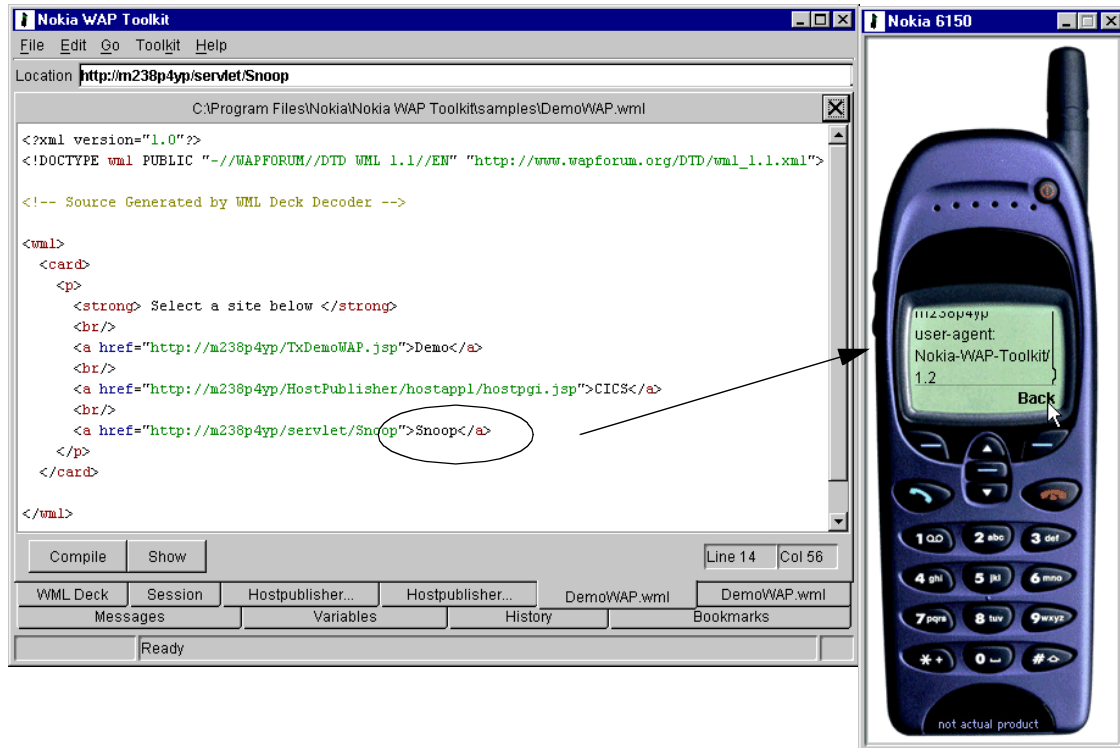 Nokia WAP Toolkit
File Edit Go Toolkit Help
Location http://m238p4yp/servlet/Snoop
C:\Program Files\Nokia\Nokia WAP Toolkit\samples\DemoWAP.wml
<?xml version="1.0"?>
<!DOCTYPE wml PUBLIC "-//WAPFORUM//DTD WML 1.1//EN" "http://www.wapforum.org/DTD/wml_1.1.xml">
<!-- Source Generated by WML Deck Decoder -->
<wml>
<card>
<p>
<strong> Select a site below </strong>
<br/>
<a href="http://m238p4yp/TxDemoWAP.jsp">Demo</a>
<br/>
<a href="http://m238p4yp/HostPublisher/hostappl/hostpgi.jsp">CICS</a>
<br/>
<a href="http://m238p4yp/servlet/Snoop">Snoop</a>
</p>
</card>
</wml>
Compile Show Line 14 Col 56
WML Deck Session Hostpublisher... Hostpublisher... DemoWAP.wml DemoWAP.wml
Messages Variables History Bookmarks
Ready
Nokia 6150
m238p4yp
user-agent:
Nokia-WAP-Toolkit/
1.2
Back
1 2 abc 3 def
4 ghi 5 jkl 6 mno
7 pqrs 8 tuv 9 wxyz
* + 0 #
not actual product